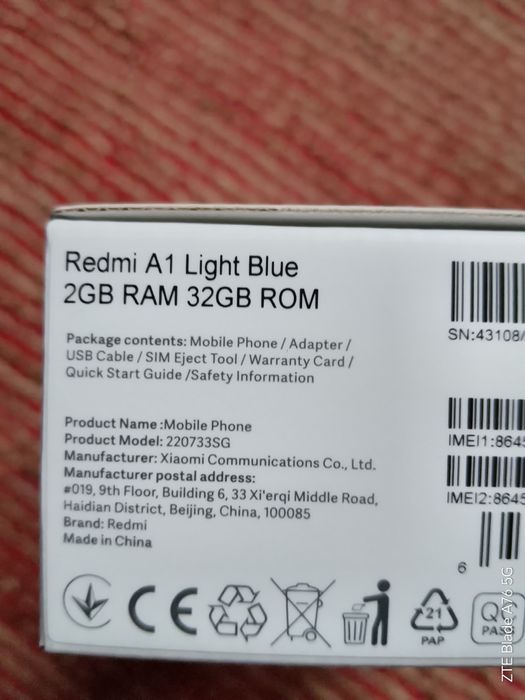 Redmi A1 Light Blue
2GB RAM 32GB ROM
Package contents: Mobile Phone / Adapter /
USB Cable / SIM Eject Tool / Warranty Card /
Quick Start Guide /Safety Information
Product Name :Mobile Phone
Product Model: 220733SG
Manufacturer: Xiaomi Communications Co., Ltd.
Manufacturer postal address:
#019, 9th Floor, Building 6, 33 Xi'erqi Middle Road,
Haidian District, Beijing, China, 100085
Brand: Redmi
Made in China
SN:43108/
IMEI1:8645
IMEI2:8645
6
CE
21
PAP
Q
PAS
ZTE Blade A76 5G